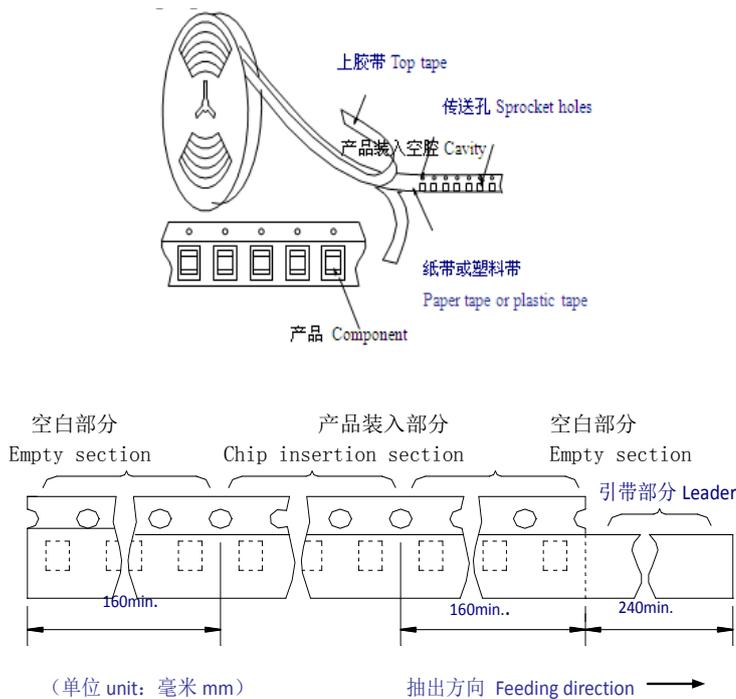 上胶带 Top tape
传送孔 Sprocket holes
产品装入空腔 Cavity
纸带或塑料带
Paper tape or plastic tape
产品 Component
空白部分 产品装入部分 空白部分
Empty section Chip insertion section Empty section
引带部分 Leader
160min. 160min.. 240min.
（单位 unit：毫米 mm） 抽出方向 Feeding direction